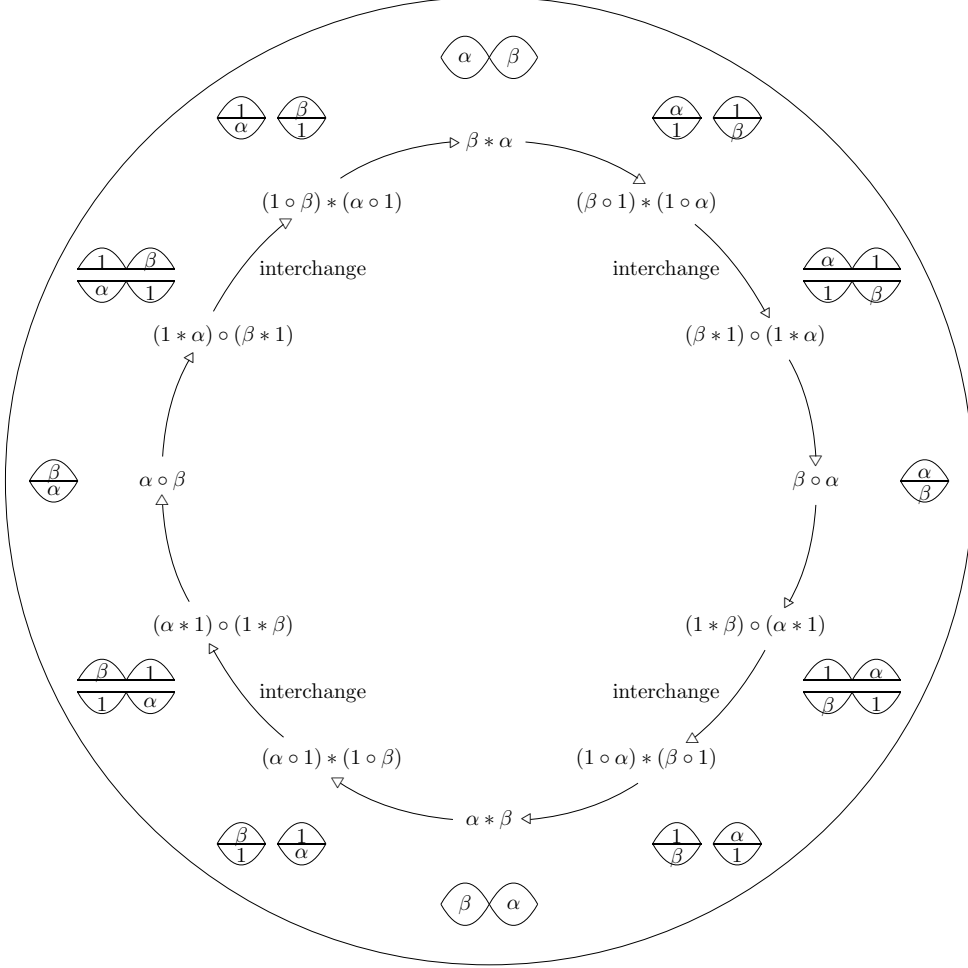 α β
1 β α 1
α 1 1 β
β ∗ α
(1 ∘ β) ∗ (α ∘ 1) (β ∘ 1) ∗ (1 ∘ α)
1 β interchange interchange α 1
α 1 1 β
(1 ∗ α) ∘ (β ∗ 1) (β ∗ 1) ∘ (1 ∗ α)
β α
α α ∘ β β ∘ α β
(α ∗ 1) ∘ (1 ∗ β) (1 ∗ β) ∘ (α ∗ 1)
β 1 1 α
1 α interchange interchange β 1
(α ∘ 1) ∗ (1 ∘ β) (1 ∘ α) ∗ (β ∘ 1)
α ∗ β
β 1 1 α
1 α β 1
β α